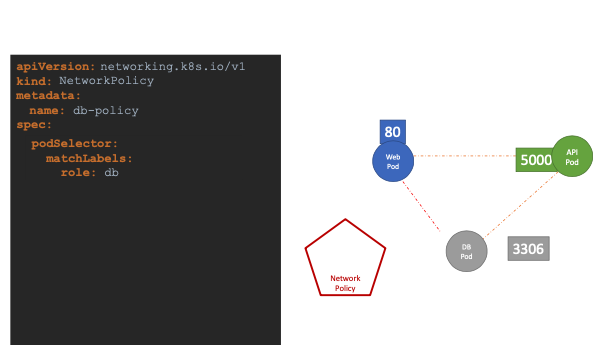 apiVersion: networking.k8s.io/v1
kind: NetworkPolicy
metadata:
name: db-policy
spec:
podSelector:
matchLabels:
role: db
80
Web
Pod
5000
API
Pod
DB
Pod
3306
Network
Policy